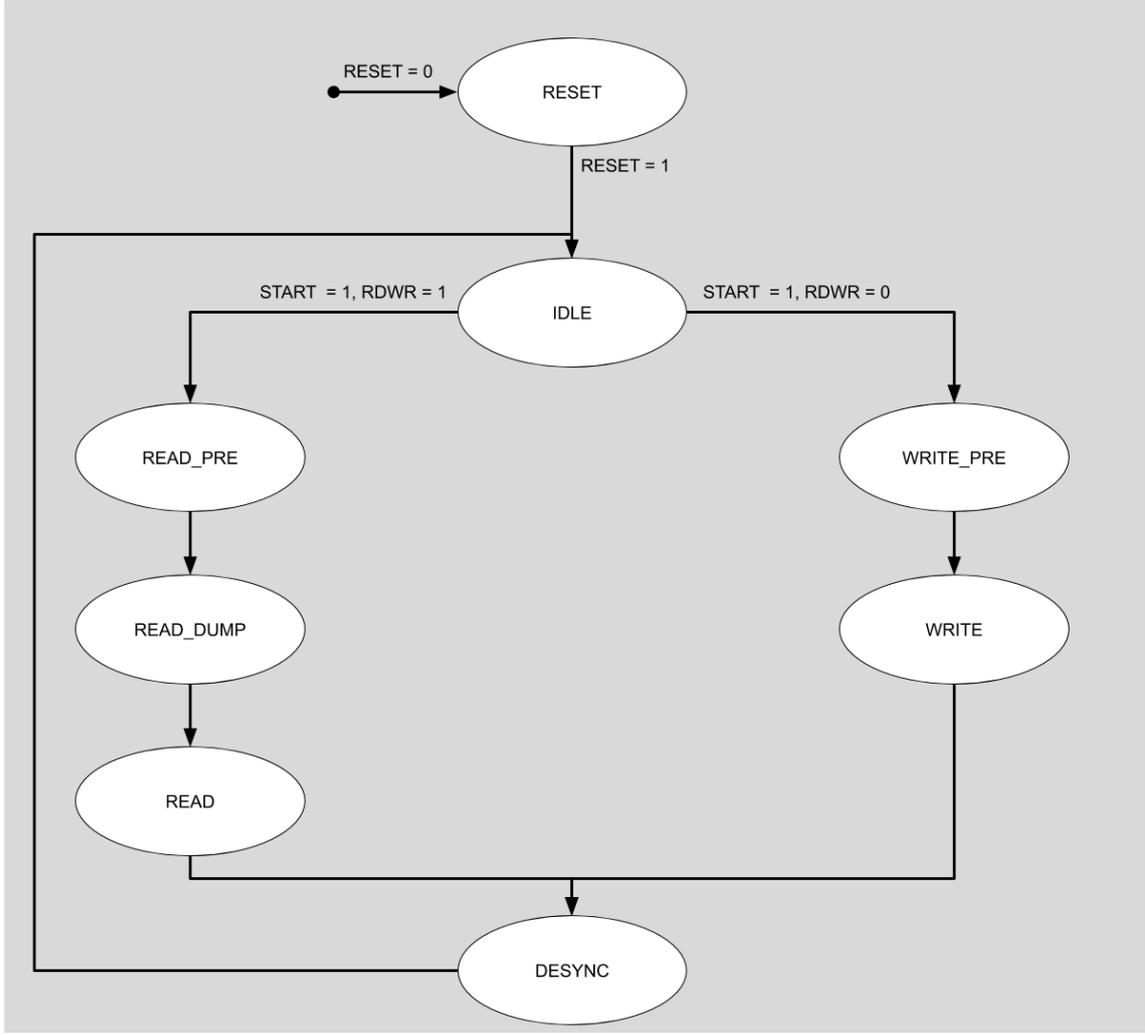 RESET = 0
RESET
RESET = 1
START = 1, RDWR = 1
START = 1, RDWR = 0
IDLE
READ_PRE
WRITE_PRE
READ_DUMP
WRITE
READ
DESYNC